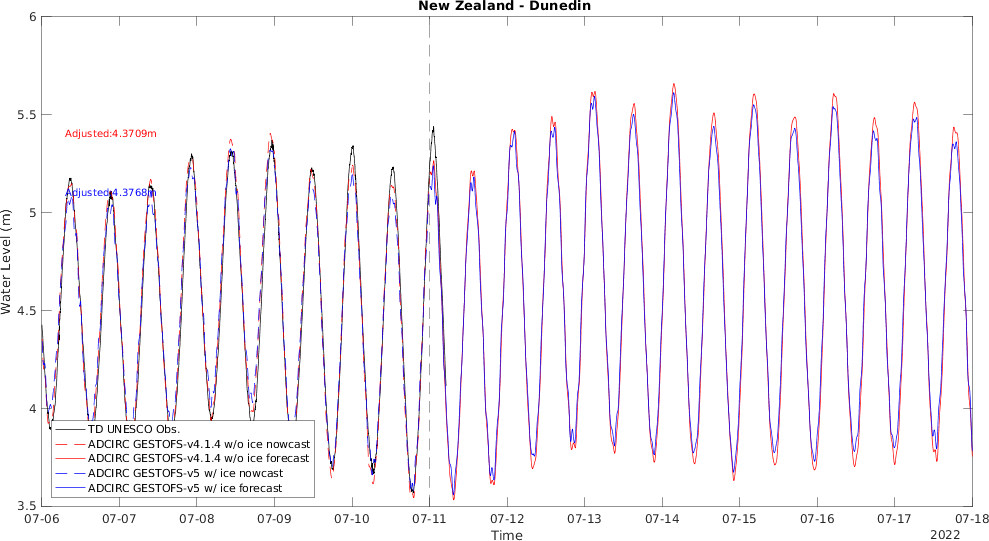 New Zealand - Dunedin
6
5.5
5
4.5
4
3.5
Water Level (m)
Adjusted:4.3709m
Adjusted:4.3768m
TD UNESCO Obs.
ADCIRC GESTOFS-v4.1.4 w/o ice nowcast
ADCIRC GESTOFS-v4.1.4 w/o ice forecast
ADCIRC GESTOFS-v5 w/ ice nowcast
ADCIRC GESTOFS-v5 w/ ice forecast
07-06 07-07 07-08 07-09 07-10 07-11 07-12 07-13 07-14 07-15 07-16 07-17 07-18
Time
2022